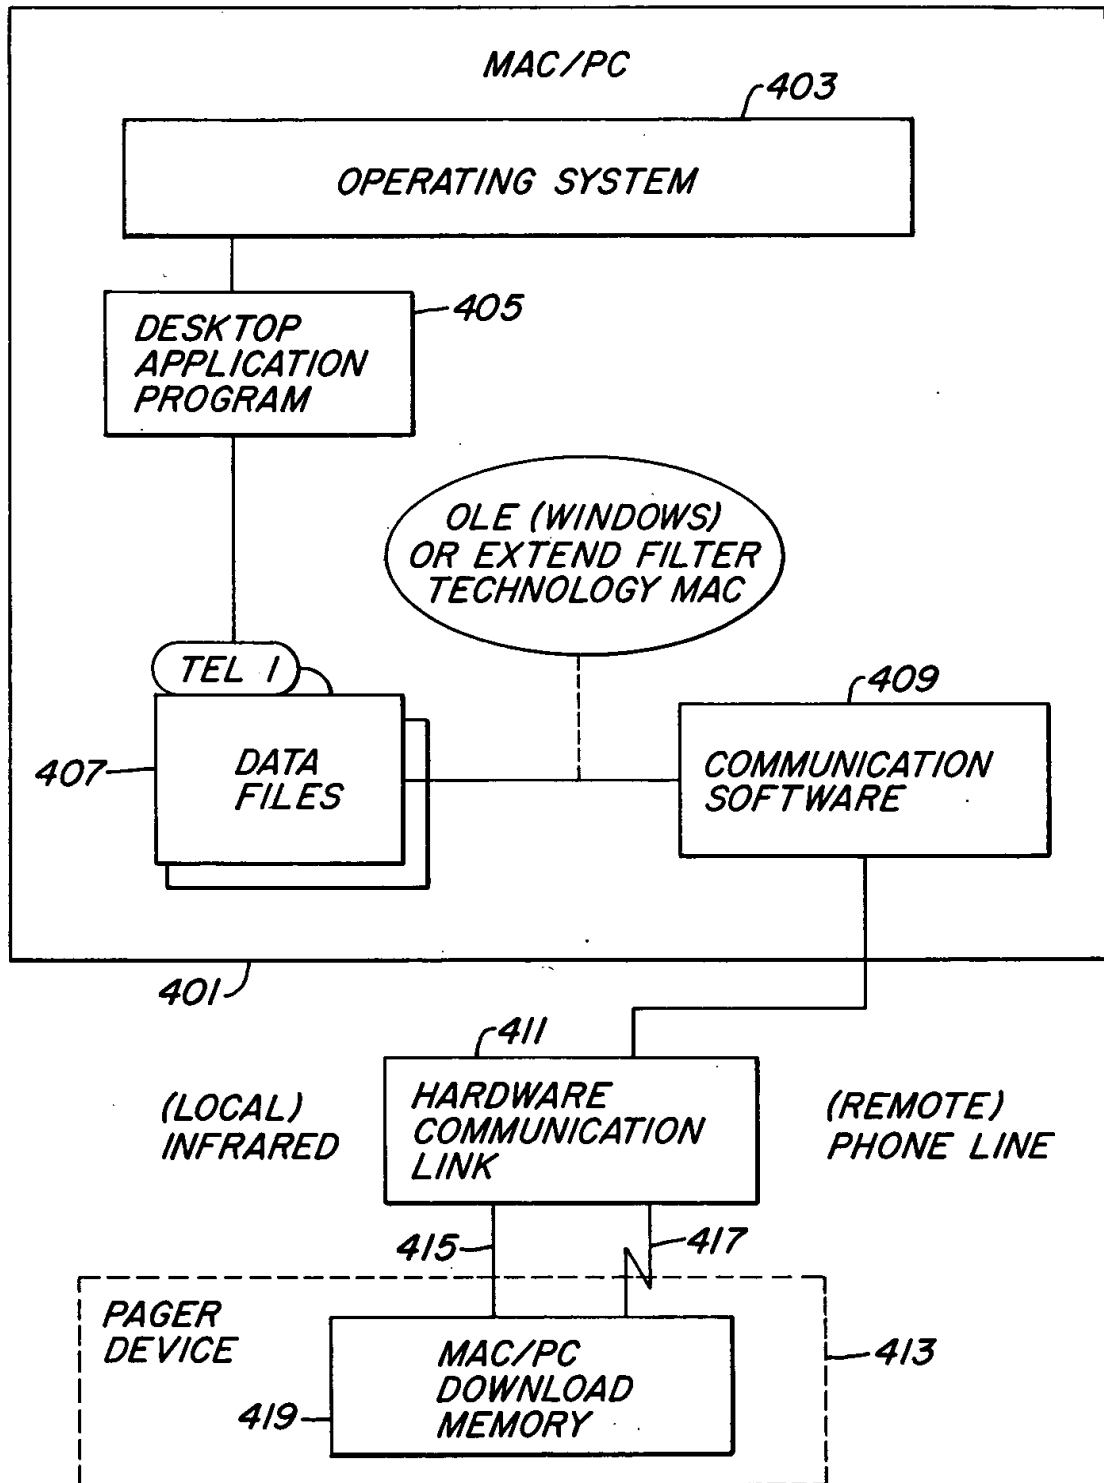 MAC/PC
403
OPERATING SYSTEM
405
DESKTOP
APPLICATION
PROGRAM
OLE (WINDOWS)
OR EXTEND FILTER
TECHNOLOGY MAC
TEL 1
409
407
DATA
FILES
COMMUNICATION
SOFTWARE
401
411
(LOCAL)
INFRARED
HARDWARE
COMMUNICATION
LINK
(REMOTE)
PHONE LINE
415
417
PAGER
DEVICE
413
MAC/PC
DOWNLOAD
MEMORY
419